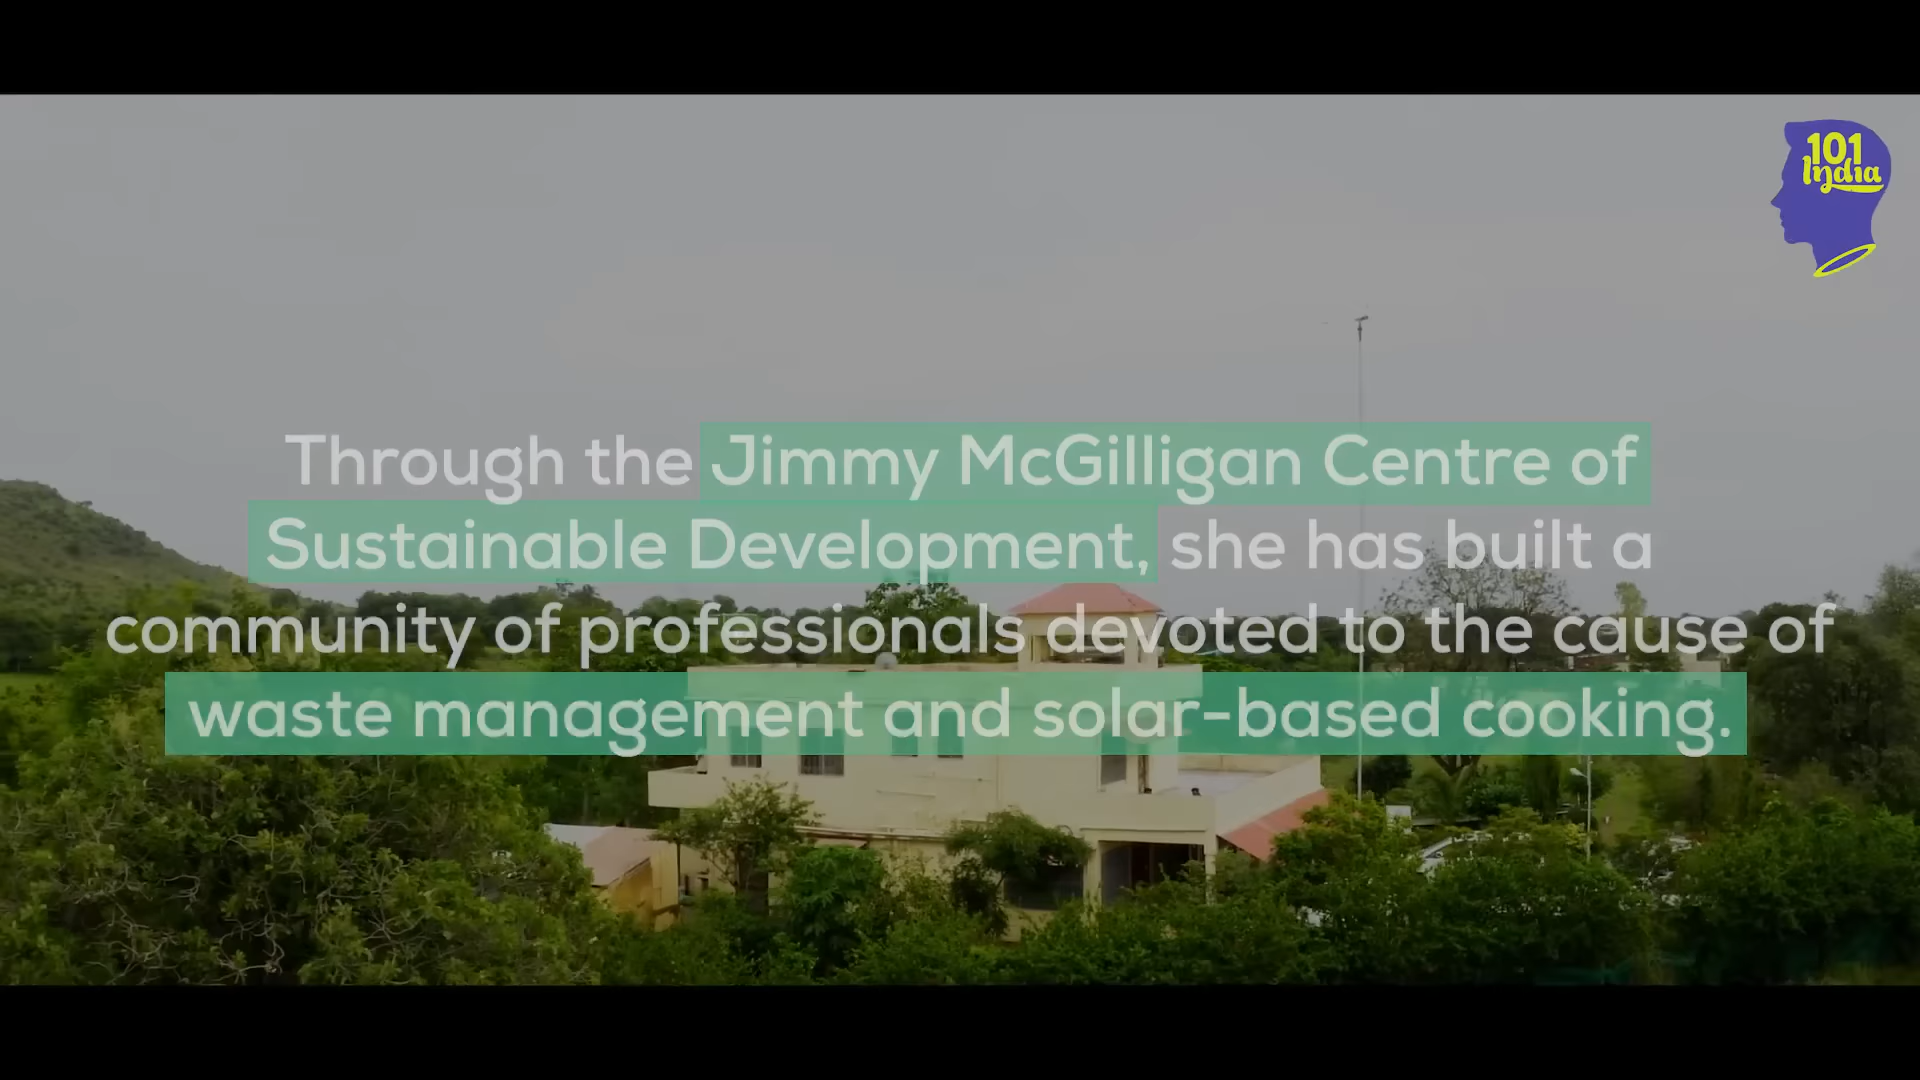 101
India
Through the Jimmy McGilligan Centre of
Sustainable Development, she has built a
community of professionals devoted to the cause of
waste management and solar-based cooking.